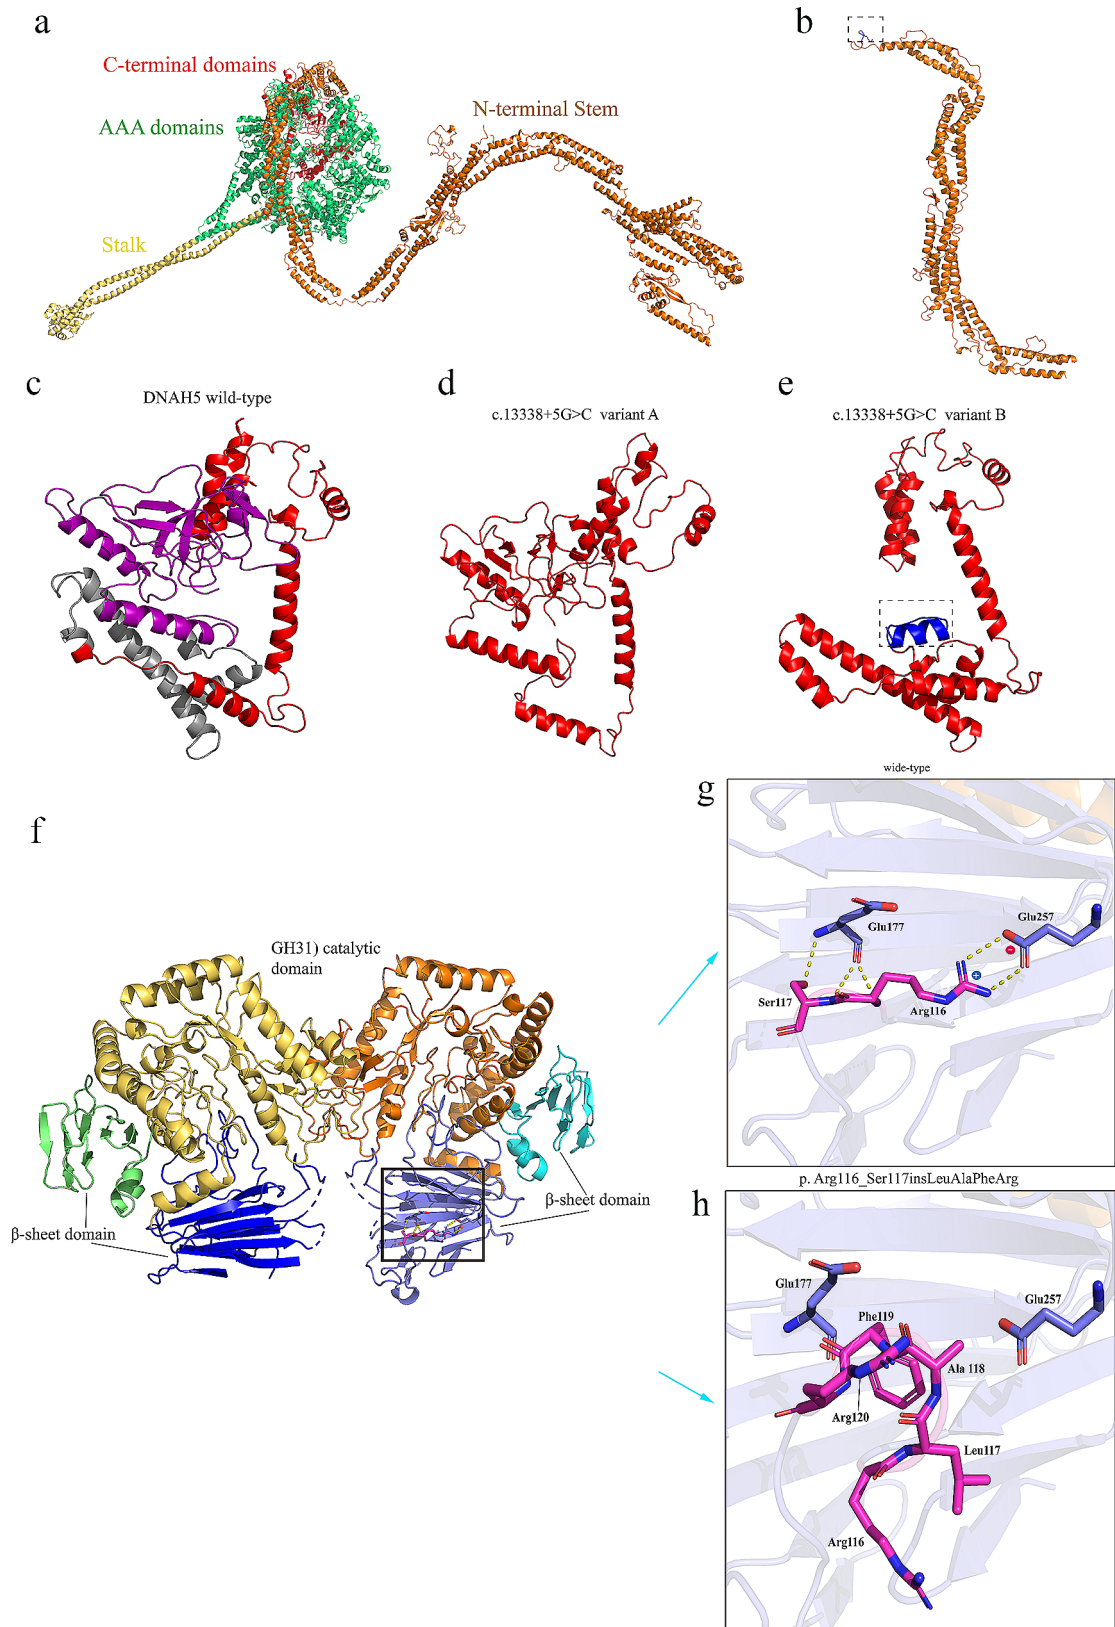 a
b
C-terminal domains
AAA domains
N-terminal Stem
Stalk
c
d
e
DNAH5 wild-type
c.13338+5G>C variant A
c.13338+5G>C variant B
wide-type
f
g
GH31) catalytic
domain
β-sheet domain
β-sheet domain
Glu177
Glu257
Ser117
Arg116
p. Arg116_Ser117insLeuAlaPheArg
h
Glu177
Phe119
Glu257
Ala 118
Arg120
Leu117
Arg116